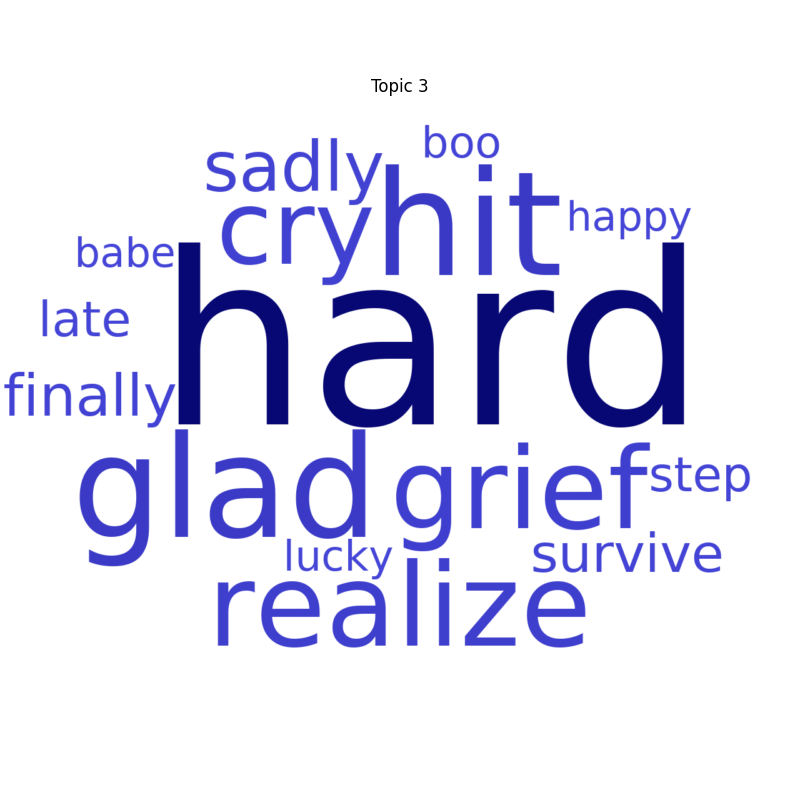 Topic 3
boo
sadly
hit
cry
happy
babe
hard
late
finally
glad
grief
step
lucky
survive
realize